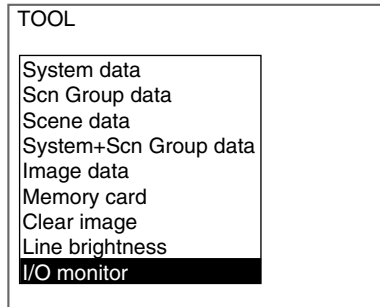 TOOL
System data
Scn Group data
Scene data
System+Scn Group data
Image data
Memory card
Clear image
Line brightness
I/O monitor